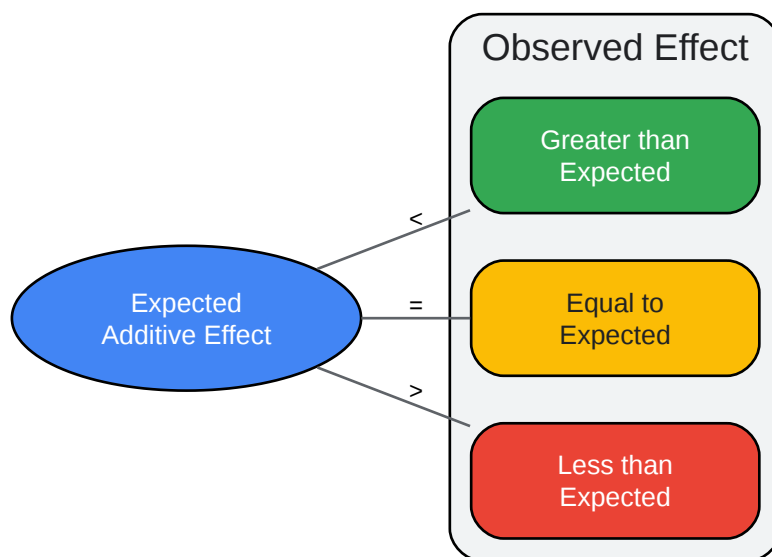 Observed Effect
Greater than
Expected
<
Expected
Additive Effect
=
Equal to
Expected
>
Less than
Expected